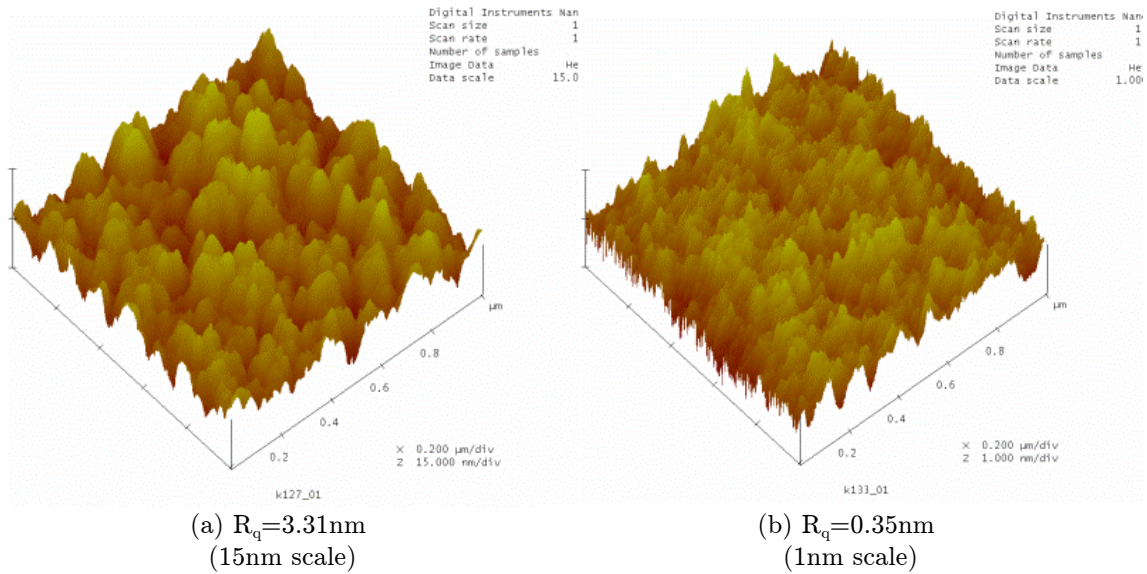 Digital Instruments Nan
Scan size 1
Scan rate 1
Number of samples
Image Data He
Data scale 15.0
µm
0.8
0.6
0.4
0.2
X 0.200 µm/div
Z 15.000 nm/div
k127_01
(a) Rq=3.31nm
(15nm scale)
Digital Instruments Nan
Scan size 1
Scan rate 1
Number of samples
Image Data He
Data scale 1.000
µm
0.8
0.6
0.4
0.2
X 0.200 µm/div
Z 1.000 nm/div
k133_01
(b) Rq=0.35nm
(1nm scale)